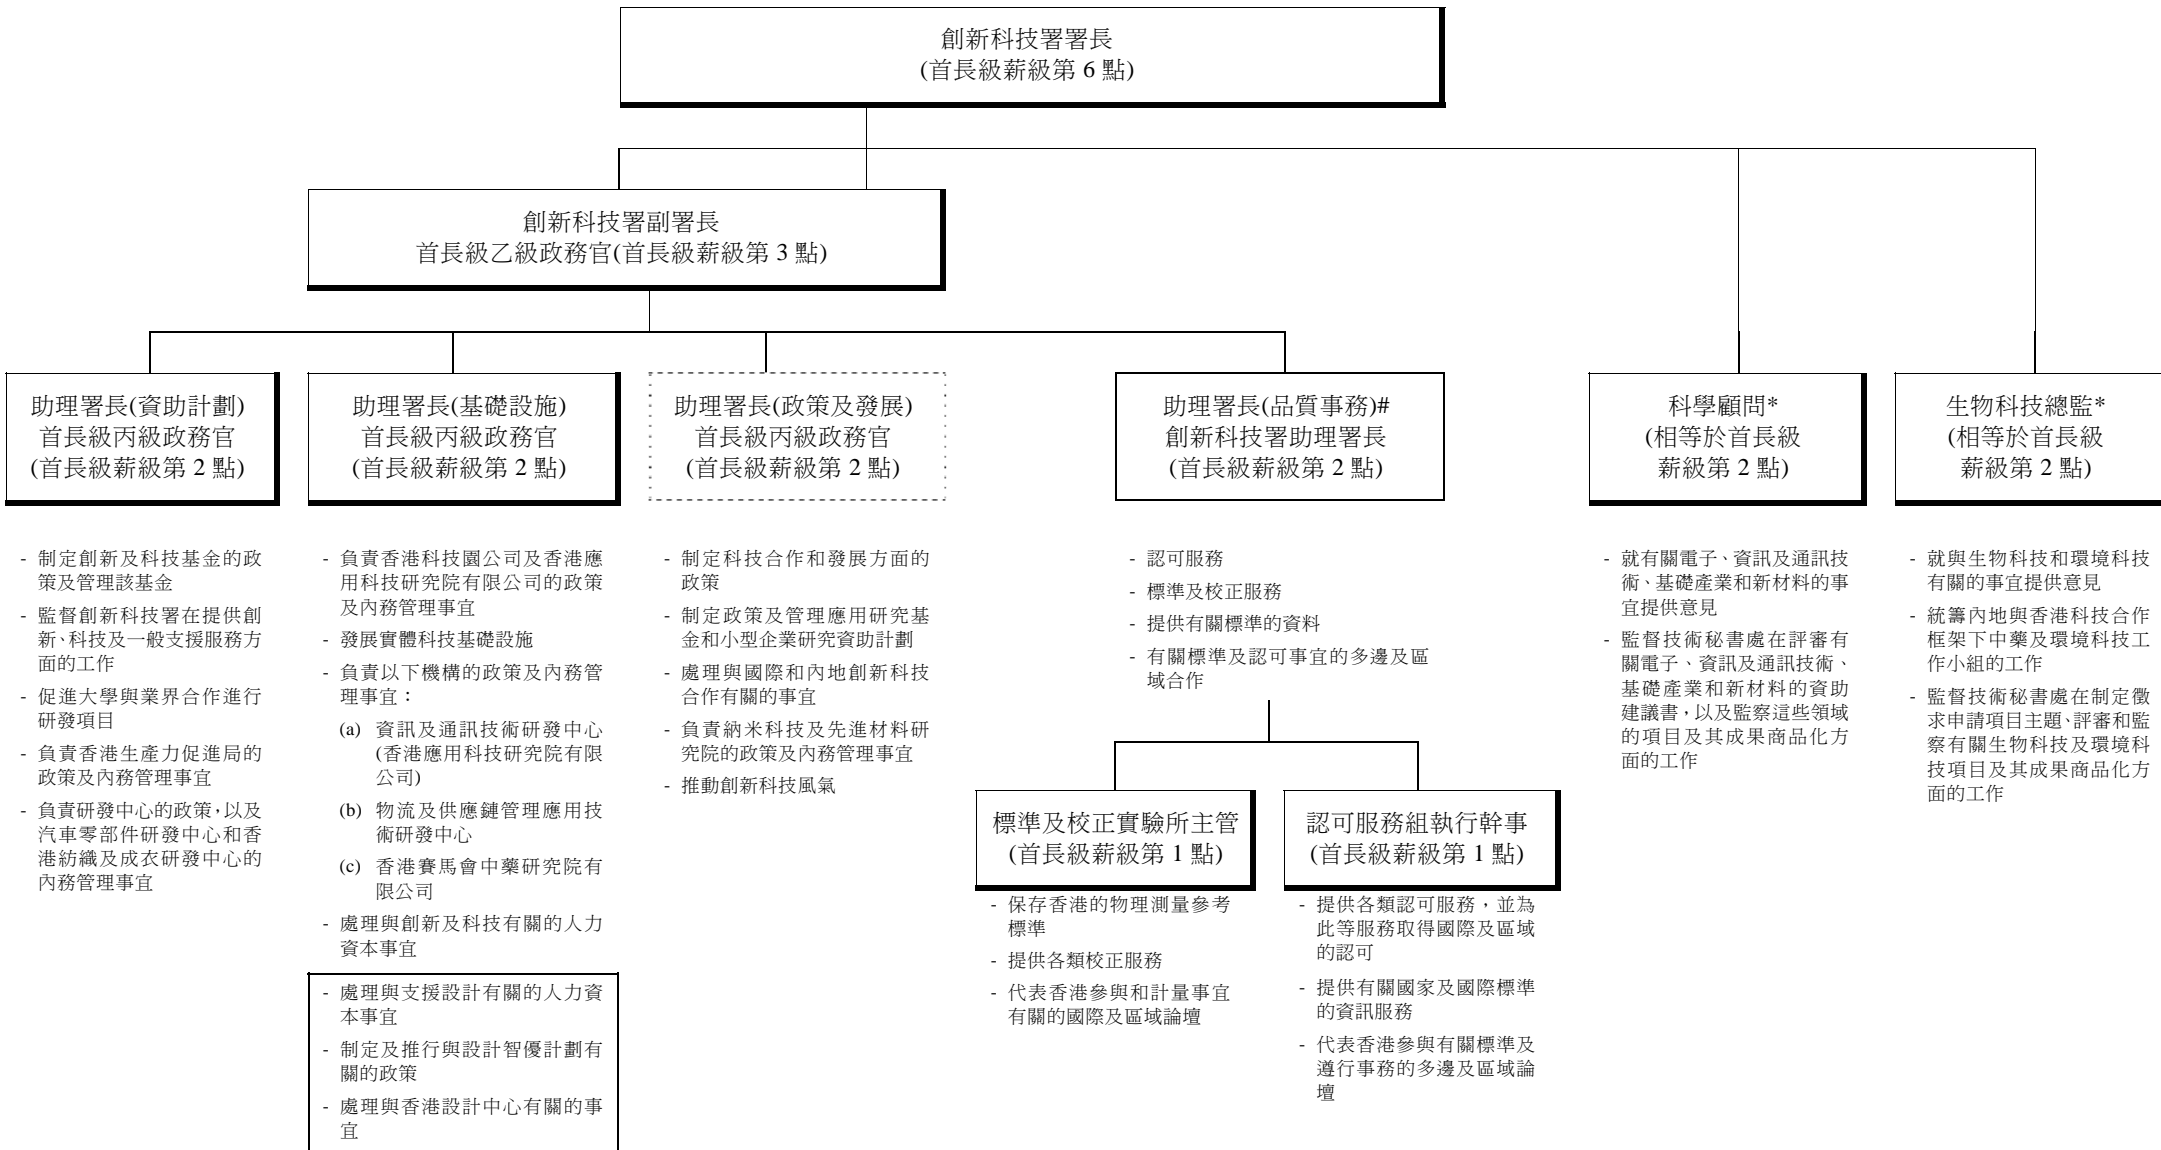 創新科技署署長
(首長級薪級第 6 點)
創新科技署副署長
首長級乙級政務官(首長級薪級第 3 點)
助理署長(資助計劃)
首長級丙級政務官
(首長級薪級第 2 點)
助理署長(基礎設施)
首長級丙級政務官
(首長級薪級第 2 點)
助理署長(政策及發展)
首長級丙級政務官
(首長級薪級第 2 點)
助理署長(品質事務)#
創新科技署助理署長
(首長級薪級第 2 點)
科學顧問*
(相等於首長級
薪級第 2 點)
生物科技總監*
(相等於首長級
薪級第 2 點)
- 制定創新及科技基金的政
策及管理該基金
- 監督創新科技署在提供創
新、科技及一般支援服務方
面的工作
- 促進大學與業界合作進行
研發項目
- 負責香港生產力促進局的
政策及內務管理事宜
- 負責研發中心的政策，以及
汽車零部件研發中心和香
港紡織及成衣研發中心的
內務管理事宜
- 負責香港科技園公司及香港應
用科技研究院有限公司的政策
及內務管理事宜
- 發展實體科技基礎設施
- 負責以下機構的政策及內務管
理事宜：
(a) 資訊及通訊技術研發中心
(香港應用科技研究院有限
公司)
(b) 物流及供應鏈管理應用技
術研發中心
(c) 香港賽馬會中藥研究院有
限公司
- 處理與創新及科技有關的人力
資本事宜
- 處理與支援設計有關的人力資
本事宜
- 制定及推行與設計智優計劃有
關的政策
- 處理與香港設計中心有關的事
宜
- 制定科技合作和發展方面的
政策
- 制定政策及管理應用研究基
金和小型企業研究資助計劃
- 處理與國際和內地創新科技
合作有關的事宜
- 負責納米科技及先進材料研
究院的政策及內務管理事宜
- 推動創新科技風氣
- 認可服務
- 標準及校正服務
- 提供有關標準的資料
- 有關標準及認可事宜的多邊及區
域合作
標準及校正實驗所主管
(首長級薪級第 1 點)
- 保存香港的物理測量參考
標準
- 提供各類校正服務
- 代表香港參與和計量事宜
有關的國際及區域論壇
認可服務組執行幹事
(首長級薪級第 1 點)
- 提供各類認可服務，並為
此等服務取得國際及區域
的認可
- 提供有關國家及國際標準
的資訊服務
- 代表香港參與有關標準及
遵行事務的多邊及區域論
壇
- 就有關電子、資訊及通訊技
術、基礎產業和新材料的事
宜提供意見
- 監督技術秘書處在評審有
關電子、資訊及通訊技術、
基礎產業和新材料的資助
建議書，以及監察這些領域
的項目及其成果商品化方
面的工作
- 就與生物科技和環境科技
有關的事宜提供意見
- 統籌內地與香港科技合作
框架下中藥及環境科技工
作小組的工作
- 監督技術秘書處在制定徵
求申請項目主題、評審和監
察有關生物科技及環境科
技項目及其成果商品化方
面的工作